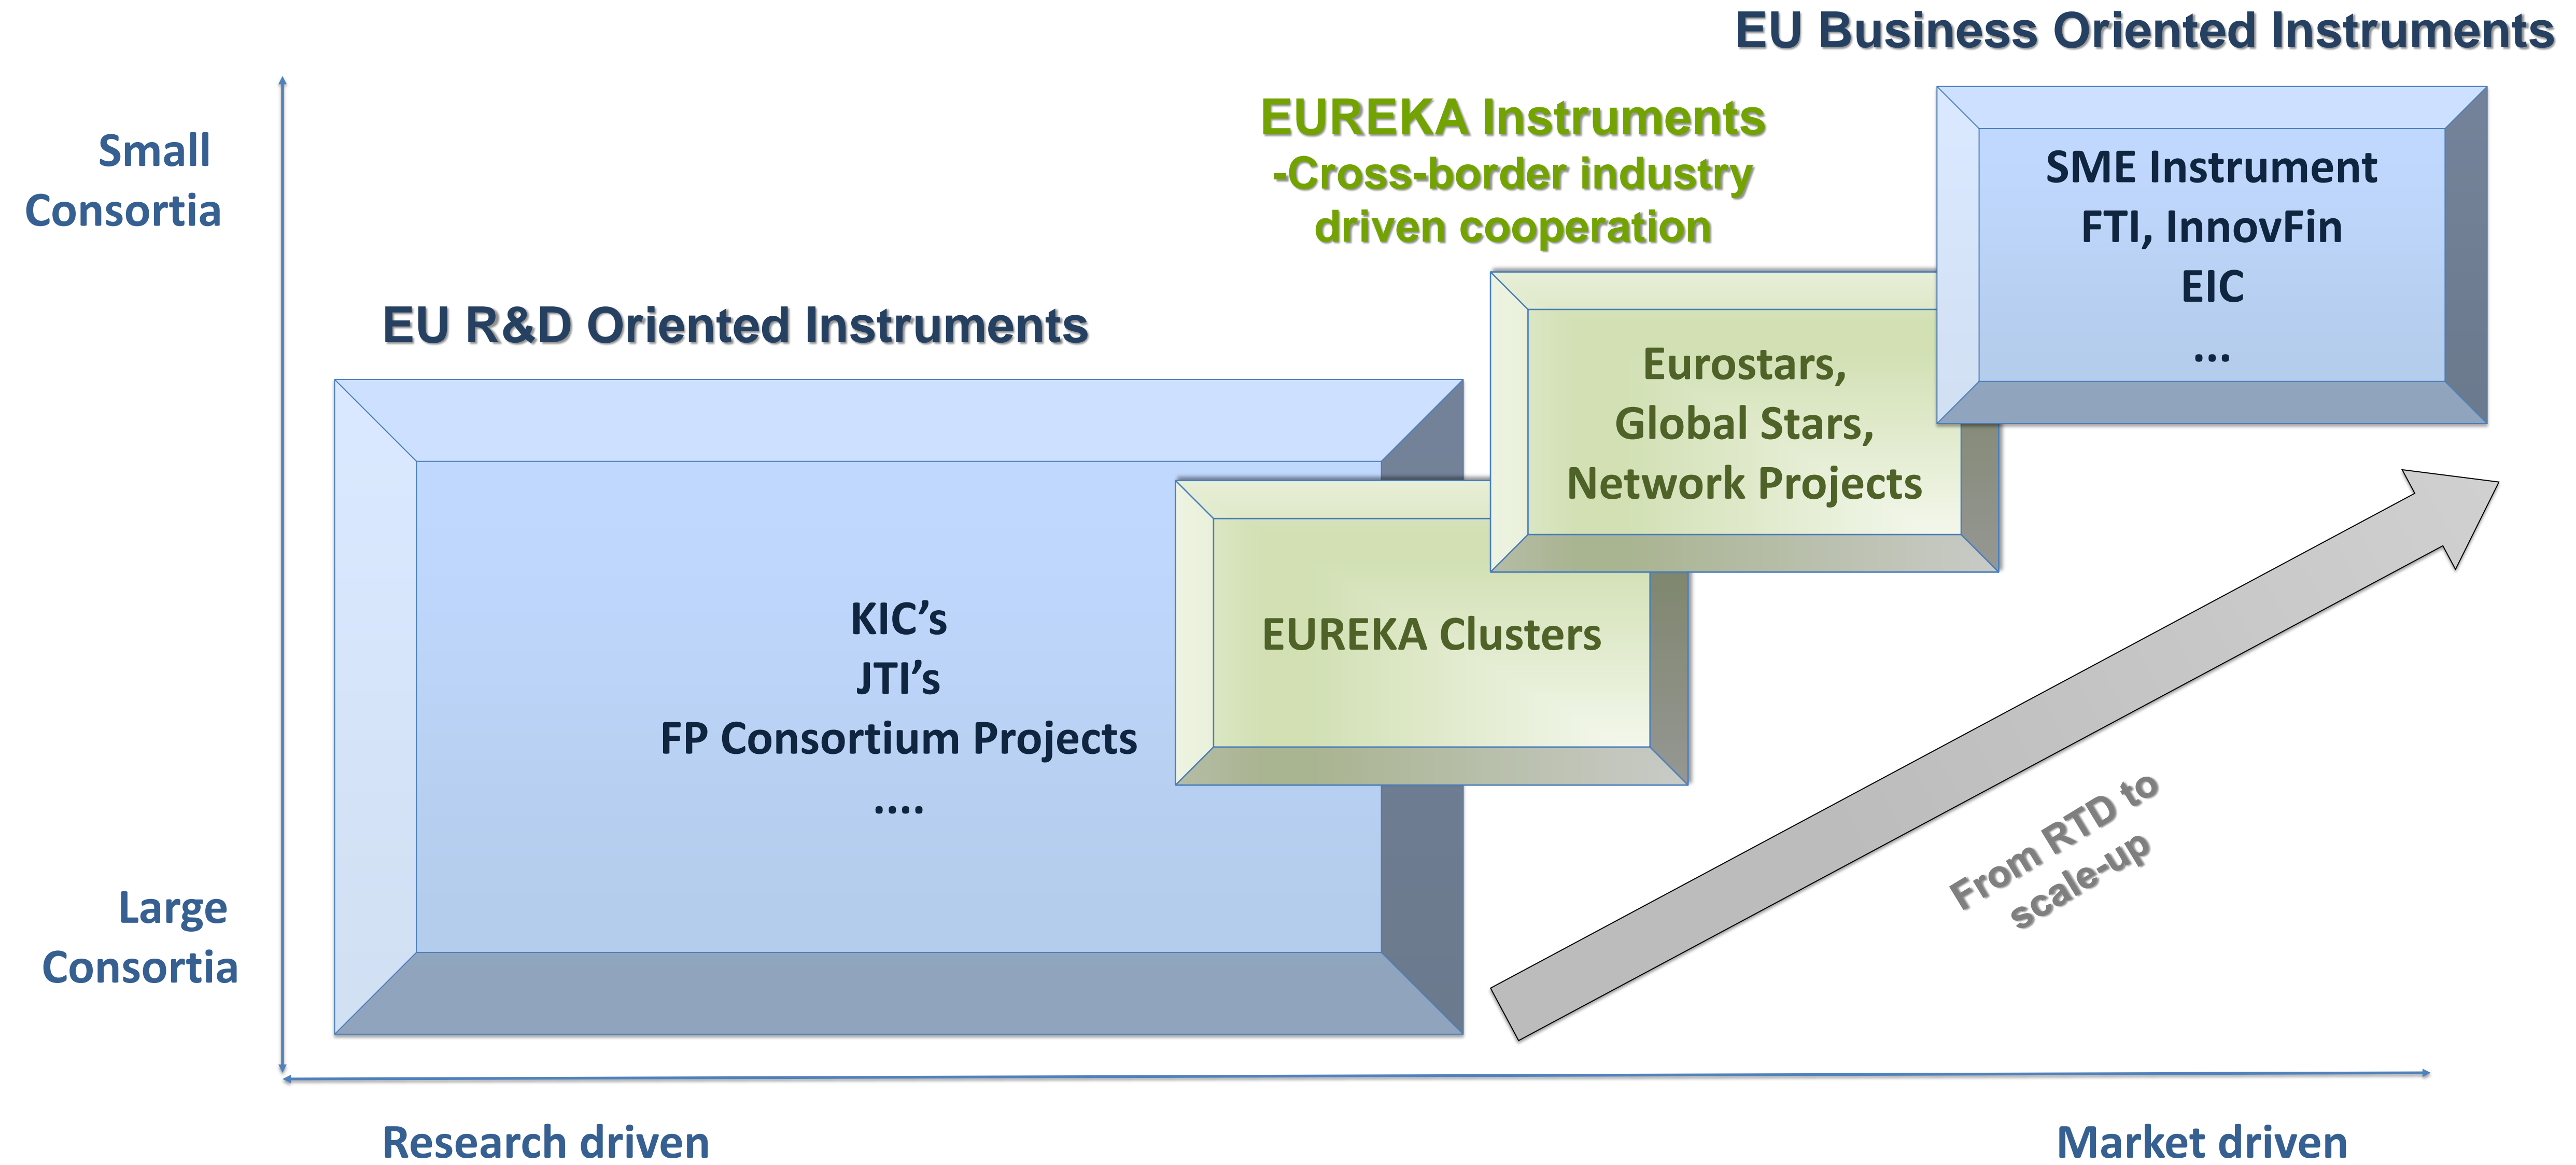 EU Business Oriented Instruments
EUREKA Instruments
-Cross-border industry
driven cooperation
Small
Consortia
SME Instrument
FTI, InnovFin
EIC
...
EU R&D Oriented Instruments
Eurostars,
Global Stars,
Network Projects
KIC’s
JTI’s
FP Consortium Projects
....
EUREKA Clusters
From RTD to
scale-up
Large
Consortia
Research driven
Market driven